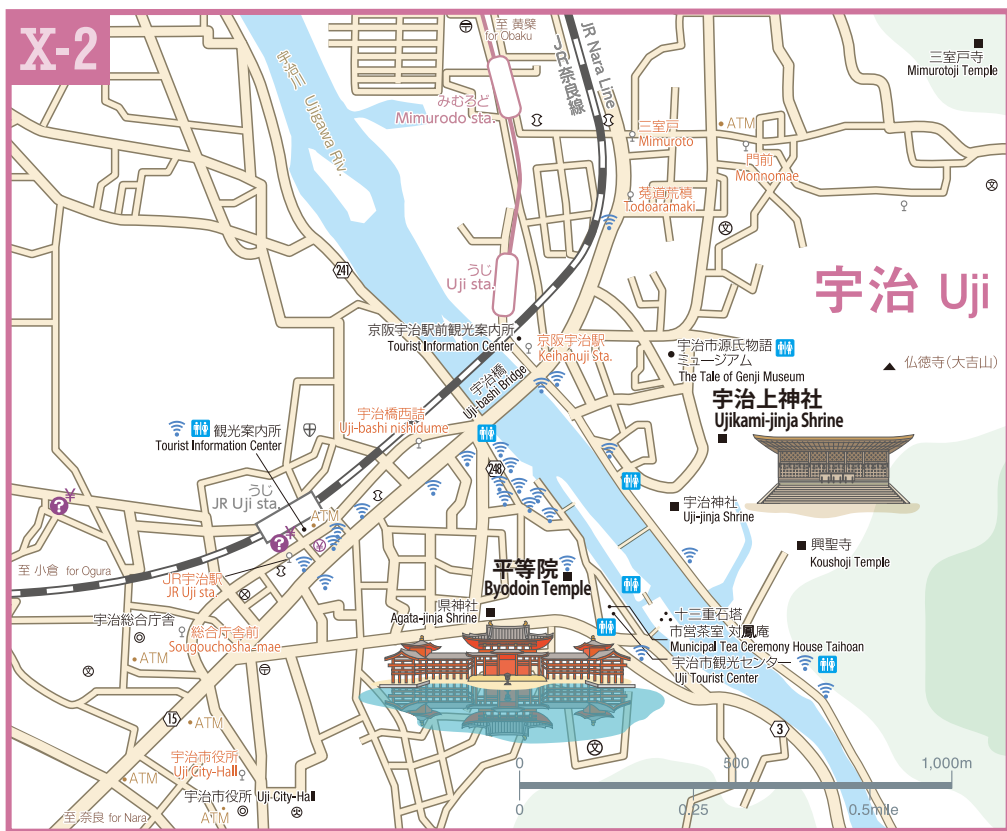 X-2
至 黄檗
for Obaku
JR奈良線
JR Nara Line
三室戸寺
Mimurotoji Temple
宇治川 Ujigawa Riv.
みむろど
Mimurodo sta.
三室戸
Mimuroto
ATM
門前
Monnomae
莵道荒槙
Todoaramaki
241
うじ
Uji sta.
宇治 Uji
京阪宇治駅前観光案内所
Tourist Information Center
京阪宇治駅
Keihanuji Sta.
宇治市源氏物語
ミュージアム
The Tale of Genji Museum
仏徳寺(大吉山)
宇治橋
Uji-bashi Bridge
宇治上神社
Ujikami-jinja Shrine
宇治橋西詰
Uji-bashi nishidume
観光案内所
Tourist Information Center
248
うじ
JR Uji sta.
ATM
宇治神社
Uji-jinja Shrine
興聖寺
Koushoji Temple
至 小倉 for Ogura
JR宇治駅
JR Uji sta.
平等院
Byodoin Temple
県神社
Agata-jinja Shrine
宇治総合庁舎
総合庁舎前
Sougouchosha-mae
ATM
十三重石塔
市営茶室 対鳳庵
Municipal Tea Ceremony House Taihoan
宇治市観光センター
Uji Tourist Center
15
ATM
3
宇治市役所
Uji-City-Hall
ATM
宇治市役所 Uji-City-Hall
ATM
至 奈良 for Nara
0 500 1,000m
0 0.25 0.5mile